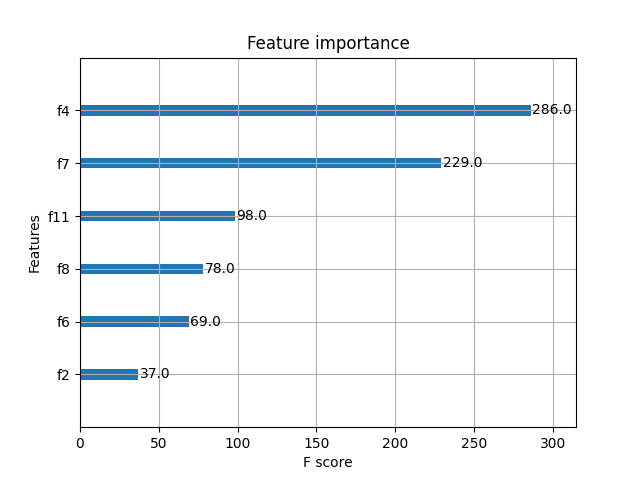 Feature importance
f4 286.0
f7 229.0
f11 98.0
f8 78.0
f6 69.0
f2 37.0
Features
0 50 100 150 200 250 300
F score